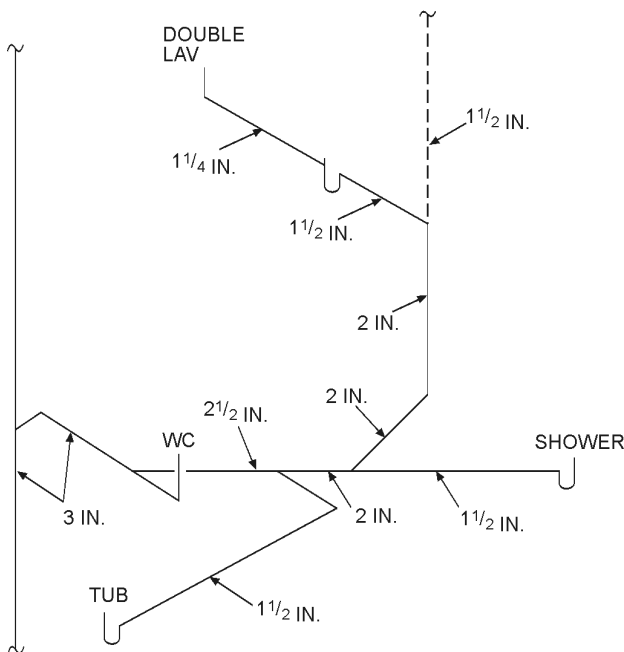 DOUBLE
LAV
1 1/2 IN.
1 1/4 IN.
1 1/2 IN.
2 IN.
2 IN.
2 1/2 IN.
WC
SHOWER
3 IN.
2 IN.
1 1/2 IN.
TUB
1 1/2 IN.